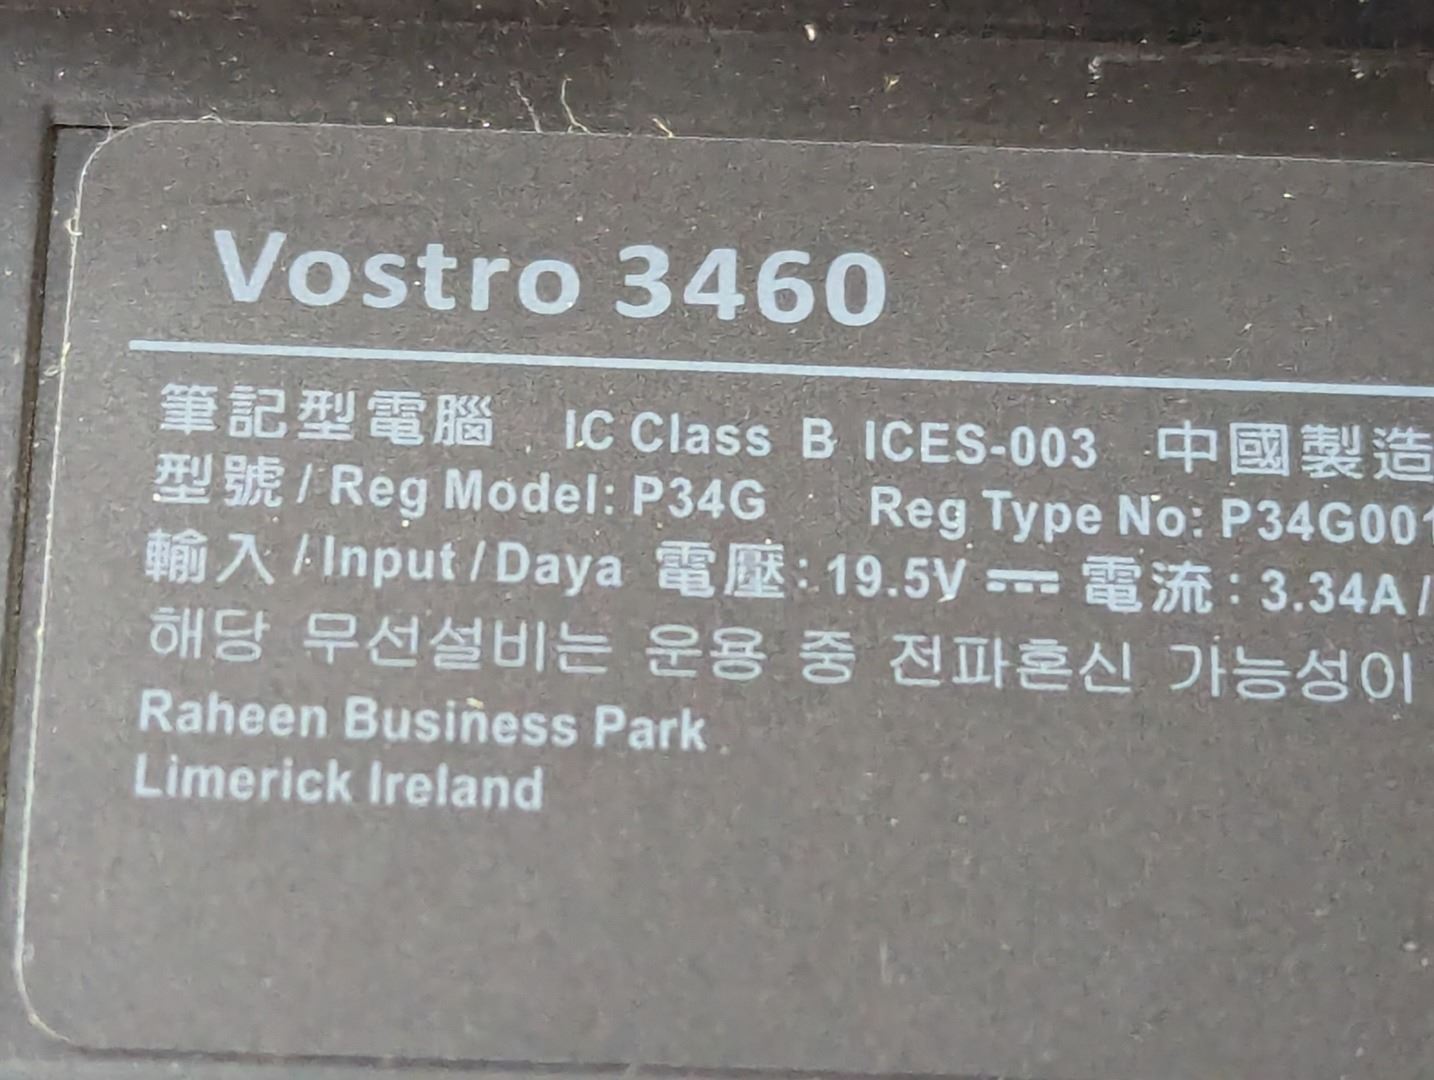 Vostro 3460
筆記型電腦 IC Class B ICES-003 中國製造
型號 / Reg Model: P34G Reg Type No: P34G001
輸入 / Input / Daya 電壓: 19.5V ⎓ 電流: 3.34A /
해당 무선설비는 운용 중 전파혼신 가능성이
Raheen Business Park
Limerick Ireland